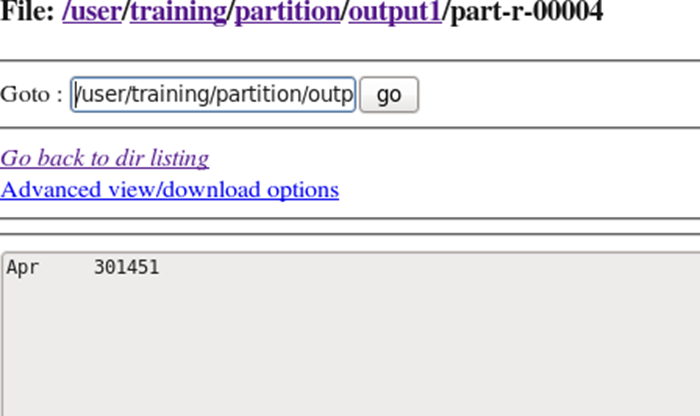 File: /user/training/partition/output1/part-r-00004
Goto : /user/training/partition/outp go
Go back to dir listing
Advanced view/download options
Apr 301451